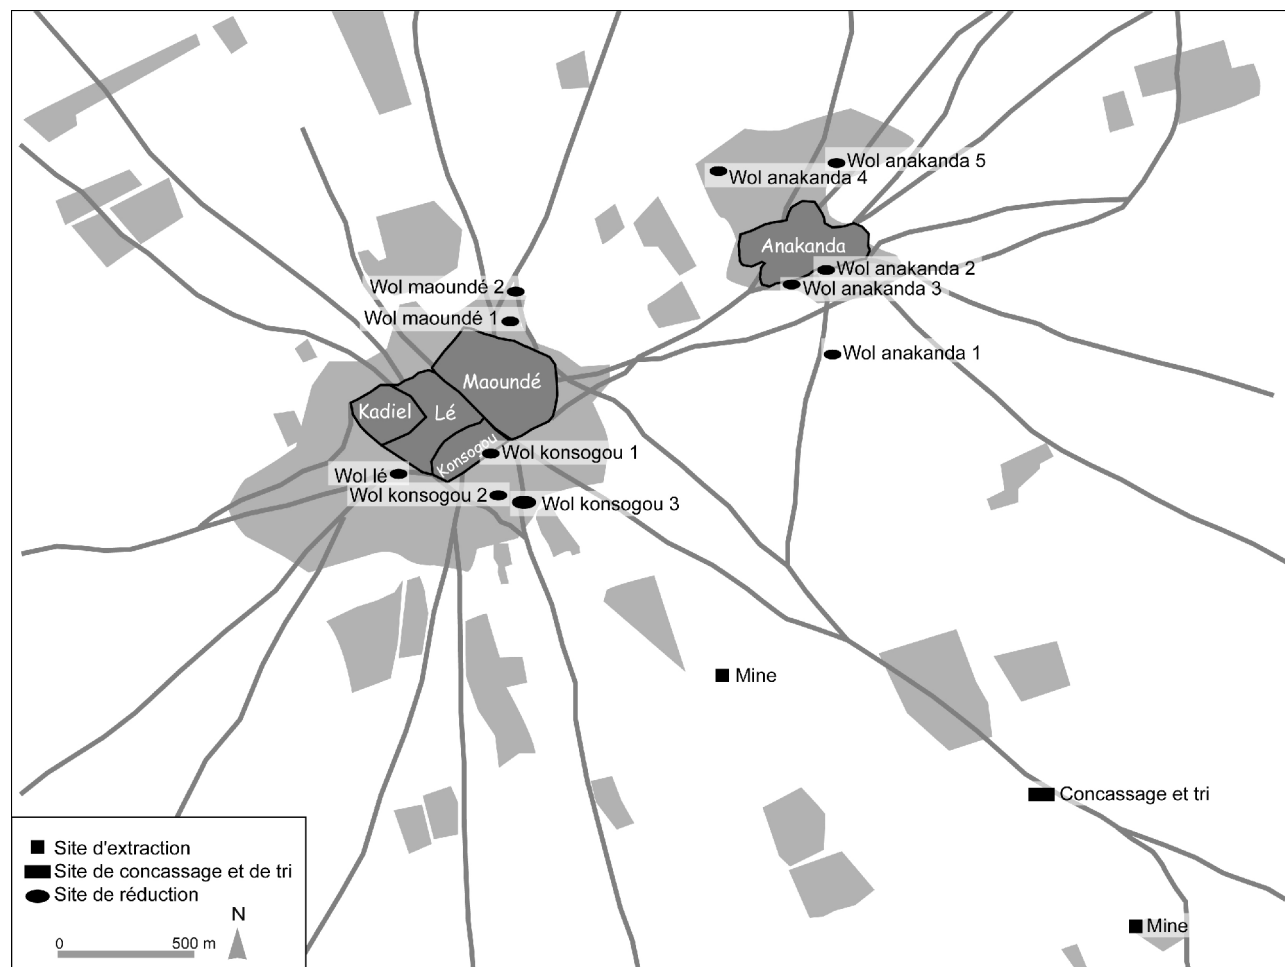 Wol anakanda 5
Wol anakanda 4
Anakanda
Wol anakanda 2
Wol anakanda 3
Wol maoundé 2
Wol maoundé 1
Wol anakanda 1
Maoundé
Kadiel
Lé
Konsogou
Wol konsogou 1
Wol lé
Wol konsogou 2
Wol konsogou 3
Mine
Concassage et tri
Mine
Site d'extraction
Site de concassage et de tri
Site de réduction
N
0 500 m